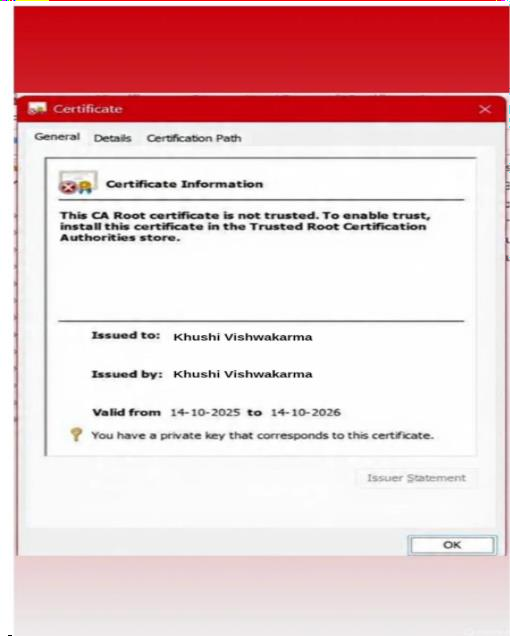 Certificate
General Details Certification Path
Certificate Information
This CA Root certificate is not trusted. To enable trust,
install this certificate in the Trusted Root Certification
Authorities store.
Issued to: Khushi Vishwakarma
Issued by: Khushi Vishwakarma
Valid from 14-10-2025 to 14-10-2026
You have a private key that corresponds to this certificate.
Issuer Statement
OK